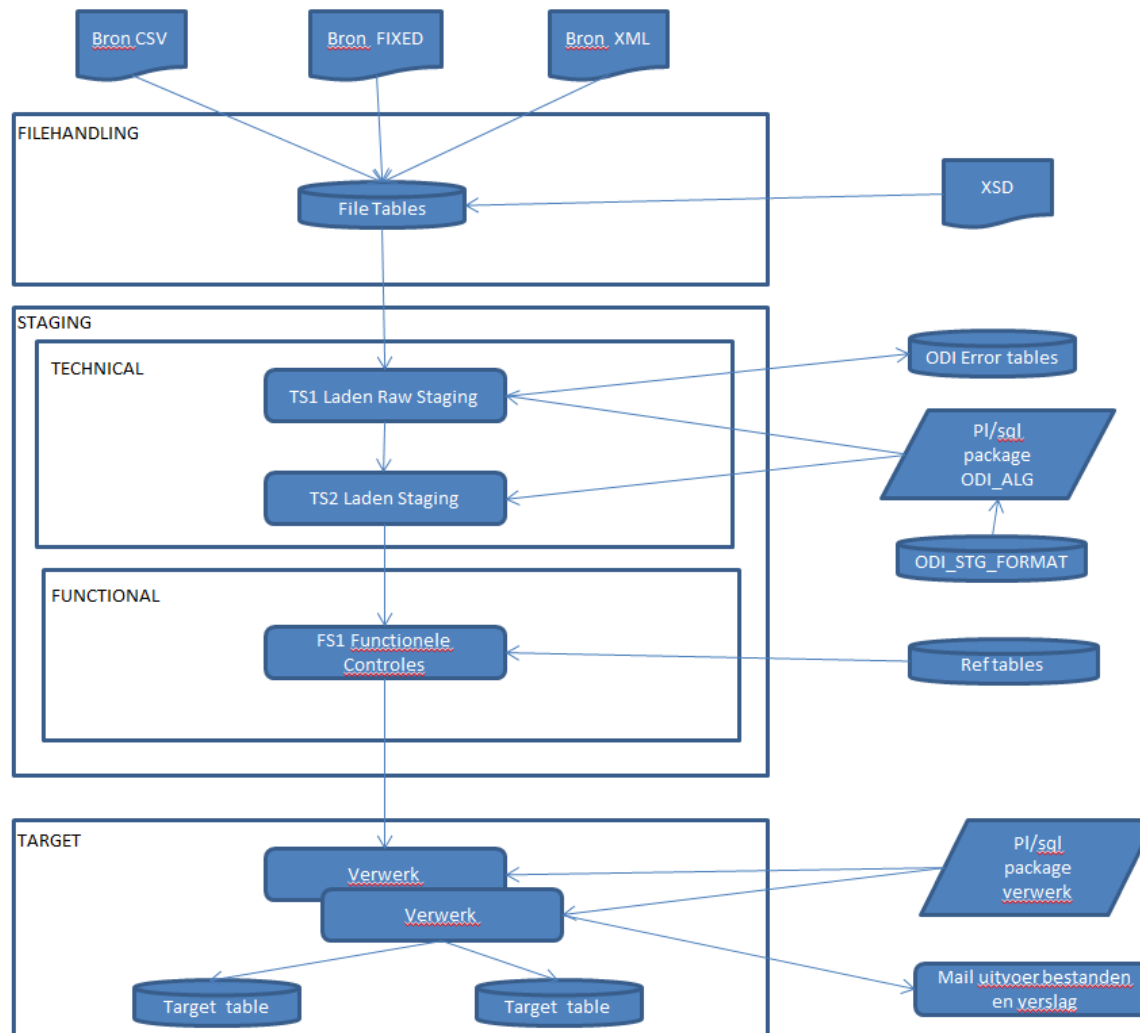 Bron CSV
Bron FIXED
Bron XML
FILEHANDLING
File Tables
XSD
STAGING
TECHNICAL
TS1 Laden Raw Staging
ODI Error tables
Pl/sql
package
ODI_ALG
TS2 Laden Staging
ODI_STG_FORMAT
FUNCTIONAL
FS1 Functionele
Controles
Ref tables
TARGET
Verwerk
Verwerk
Pl/sql
package
verwerk
Target table
Target table
Mail uitvoer bestanden
en verslag